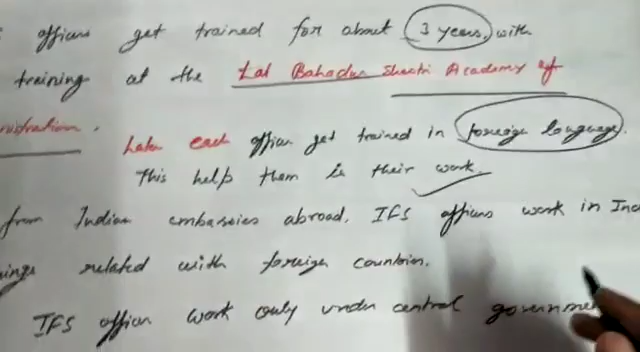 officers get trained for about 3 years, with
training at the Lal Bahadur Shastri Academy of
Later each officer get trained in foreign language.
This help them in their work.
from Indian embassies abroad, IFS officers work in
related with foreign countries.
IFS officer work only under central